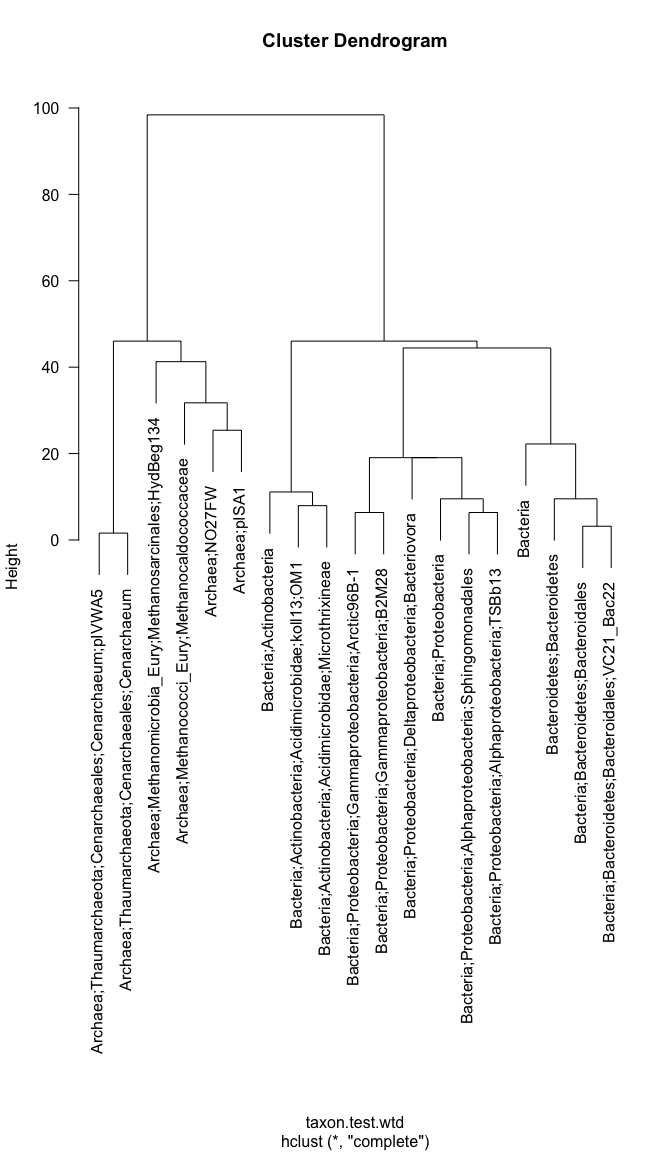 Cluster Dendrogram
Height
100
80
60
40
20
0
Archaea;Thaumarchaeota;Cenarchaeales;Cenarchaeum;pIVWA5
Archaea;Thaumarchaeota;Cenarchaeales;Cenarchaeum
Archaea;Methanomicrobia_Eury;Methanosarcinales;HydBeg134
Archaea;Methanococci_Eury;Methanocaldococcaceae
Archaea;NO27FW
Archaea;pISA1
Bacteria;Actinobacteria
Bacteria;Actinobacteria;Acidimicrobidae;koll13;OM1
Bacteria;Actinobacteria;Acidimicrobidae;Microthrixineae
Bacteria;Proteobacteria;Gammaproteobacteria;Arctic96B-1
Bacteria;Proteobacteria;Gammaproteobacteria;B2M28
Bacteria;Proteobacteria;Deltaproteobacteria;Bacteriovora
Bacteria;Proteobacteria
Bacteria;Proteobacteria;Alphaproteobacteria;Sphingomonadales
Bacteria;Proteobacteria;Alphaproteobacteria;TSBb13
Bacteria
Bacteroidetes;Bacteroidetes
Bacteria;Bacteroidetes;Bacteroidales
Bacteria;Bacteroidetes;Bacteroidales;VC21_Bac22
taxon.test.wtd
hclust (*, "complete")